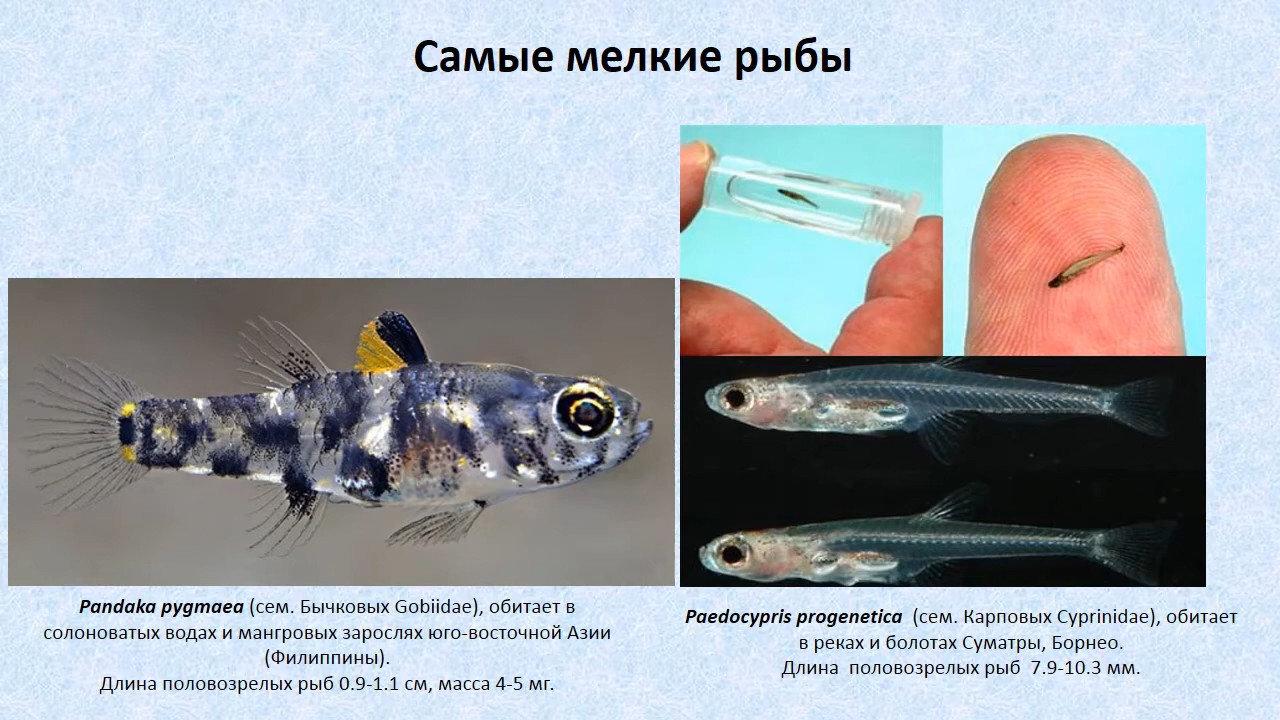 Самые мелкие рыбы
Pandaka pygmaea (сем. Бычковых Gobiidae), обитает в
солоноватых водах и мангровых зарослях юго-восточной Азии
(Филиппины).
Длина половозрелых рыб 0.9-1.1 см, масса 4-5 мг.
Paedocypris progenetica (сем. Карповых Cyprinidae), обитает
в реках и болотах Суматры, Борнео.
Длина половозрелых рыб 7.9-10.3 мм.